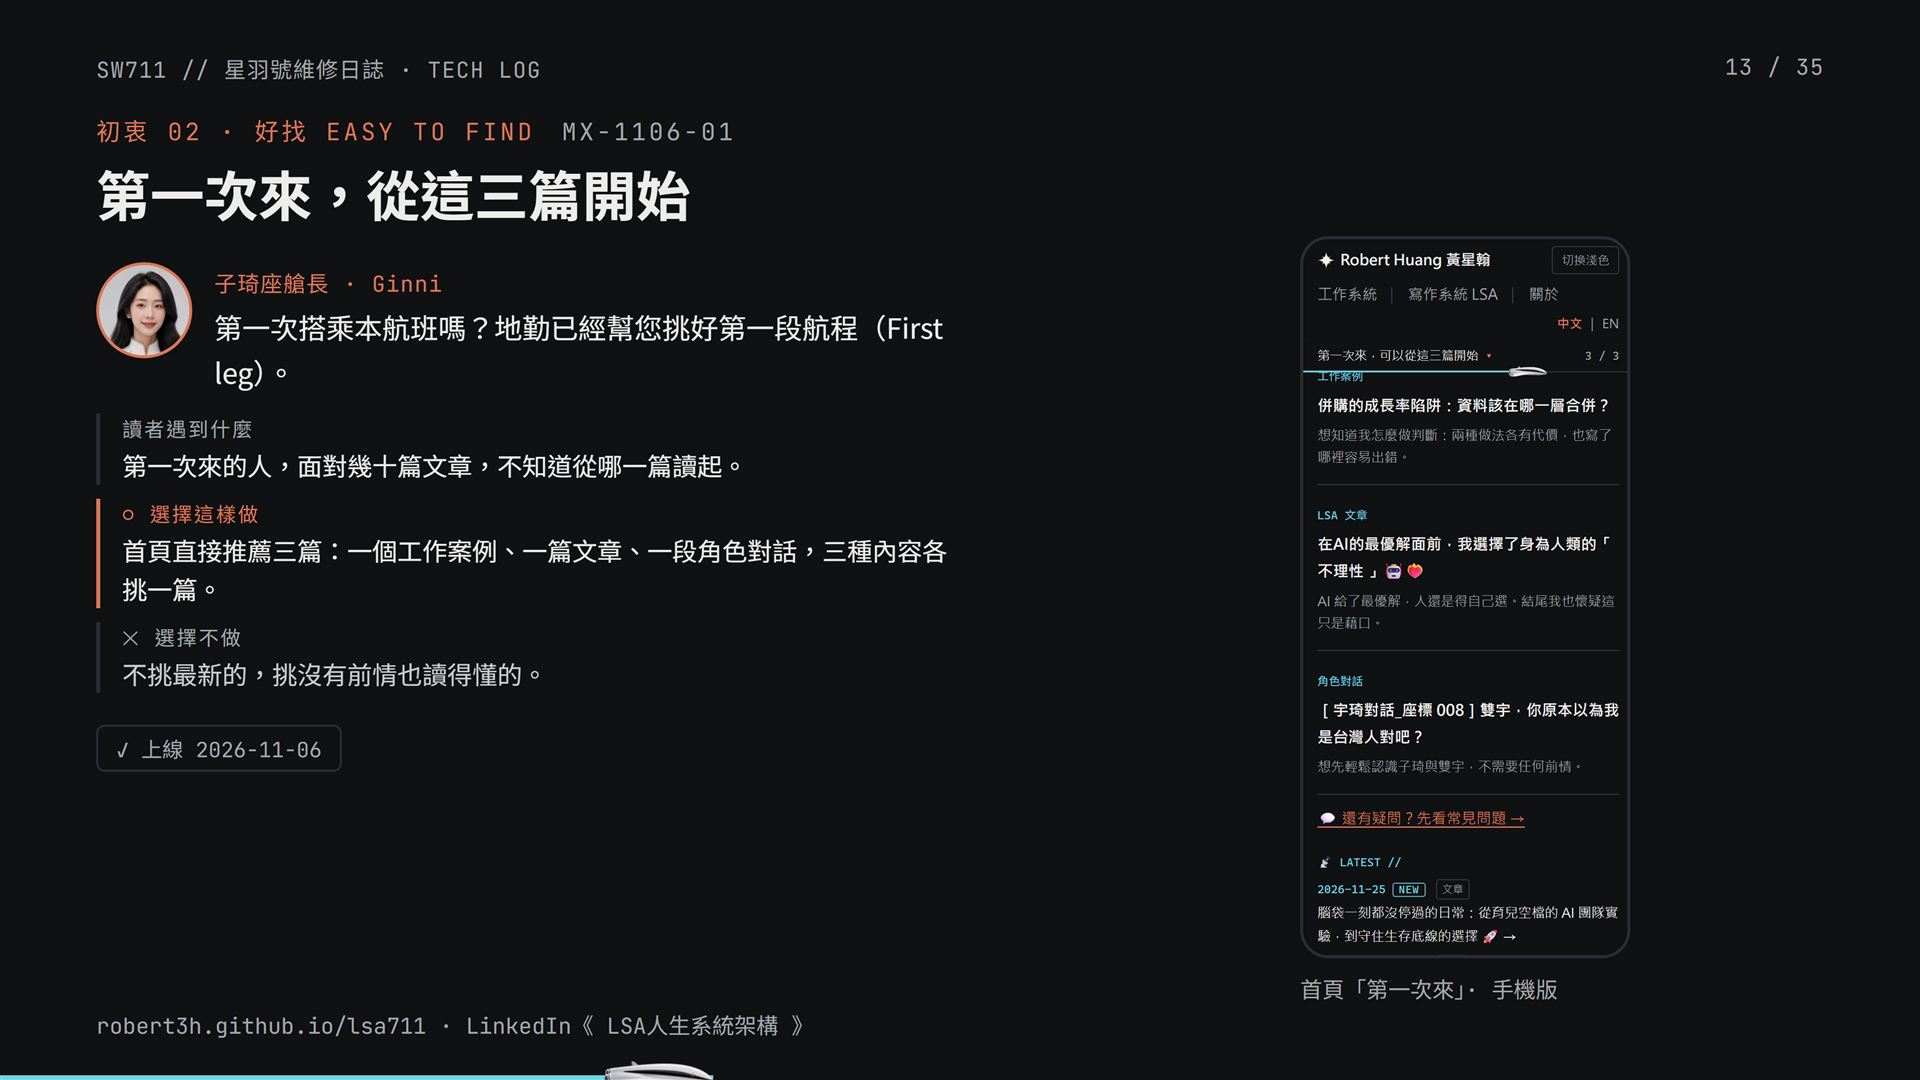 SW711 // 星羽號維修日誌 · TECH LOG
13 / 35
初衷 02 · 好找 EASY TO FIND MX-1106-01
第一次來，從這三篇開始
子琦座艙長 · Ginni
第一次搭乘本航班嗎？地勤已經幫您挑好第一段航程（First
leg）。
讀者遇到什麼
第一次來的人，面對幾十篇文章，不知道從哪一篇讀起。
○ 選擇這樣做
首頁直接推薦三篇：一個工作案例、一篇文章、一段角色對話，三種內容各
挑一篇。
× 選擇不做
不挑最新的，挑沒有前情也讀得懂的。
✓ 上線 2026-11-06
robert3h.github.io/lsa711 · LinkedIn《 LSA人生系統架構 》
✦ Robert Huang 黃星翰
切換淺色
工作系統 | 寫作系統 LSA | 關於
中文 | EN
第一次來，可以從這三篇開始 ▾ 3 / 3
工作案例
併購的成長率陷阱：資料該在哪一層合併？
想知道我怎麼做判斷：兩種做法各有代價，也寫了
哪裡容易出錯。
LSA 文章
在AI的最優解面前，我選擇了身為人類的「
不理性 」🤖❤️
AI 給了最優解，人還是得自己選。結尾我也懷疑這
只是藉口。
角色對話
[ 宇琦對話_座標 008 ] 雙宇，你原本以為我
是台灣人對吧？
想先輕鬆認識子琦與雙宇，不需要任何前情。
💬 還有疑問？先看常見問題 →
LATEST //
2026-11-25 NEW 文章
腦袋一刻都沒停過的日常：從育兒空檔的 AI 團隊實
驗，到守住生存底線的選擇 🚀 →
首頁「第一次來」· 手機版